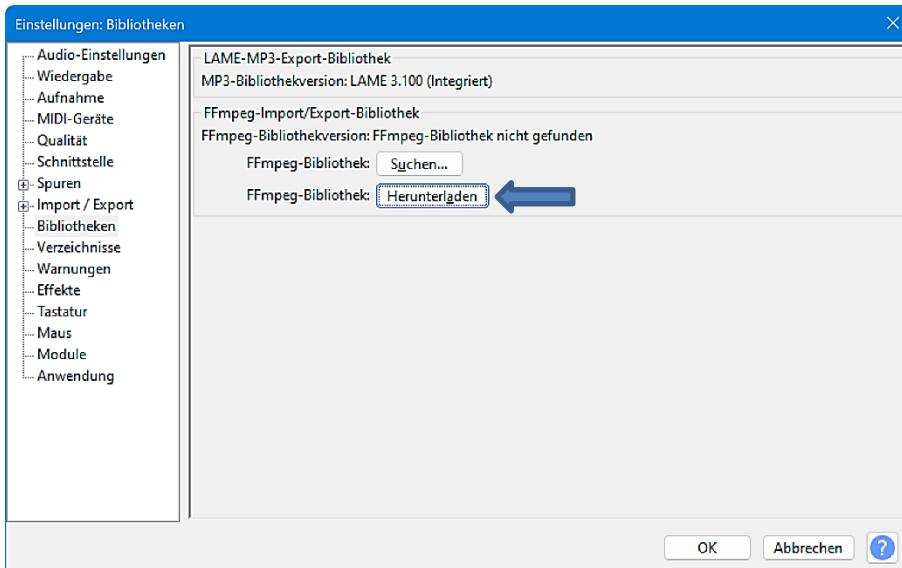 Einstellungen: Bibliotheken
Audio-Einstellungen
Wiedergabe
Aufnahme
MIDI-Geräte
Qualität
Schnittstelle
Spuren
Import / Export
Bibliotheken
Verzeichnisse
Warnungen
Effekte
Tastatur
Maus
Module
Anwendung
LAME-MP3-Export-Bibliothek
MP3-Bibliothekversion: LAME 3.100 (Integriert)
FFmpeg-Import/Export-Bibliothek
FFmpeg-Bibliothekversion: FFmpeg-Bibliothek nicht gefunden
FFmpeg-Bibliothek: Suchen...
FFmpeg-Bibliothek: Herunterladen
OK Abbrechen ?